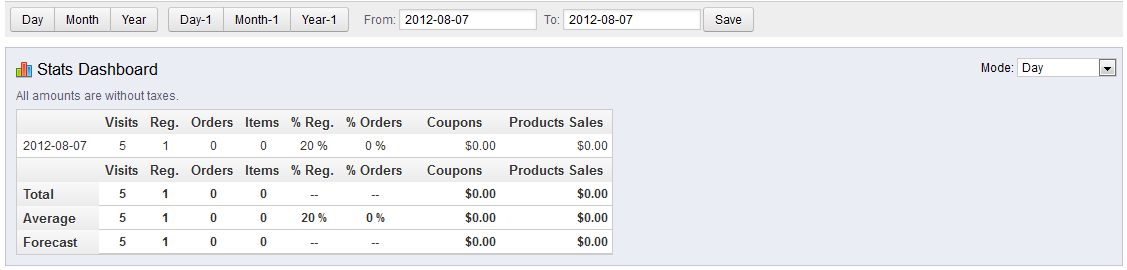 Day Month Year Day-1 Month-1 Year-1 From: 2012-08-07 To: 2012-08-07 Save
Stats Dashboard Mode: Day
All amounts are without taxes.
Visits Reg. Orders Items % Reg. % Orders Coupons Products Sales
2012-08-07 5 1 0 0 20 % 0 % $0.00 $0.00
Visits Reg. Orders Items % Reg. % Orders Coupons Products Sales
Total 5 1 0 0 -- -- $0.00 $0.00
Average 5 1 0 0 20 % 0 % $0.00 $0.00
Forecast 5 1 0 0 -- -- $0.00 $0.00